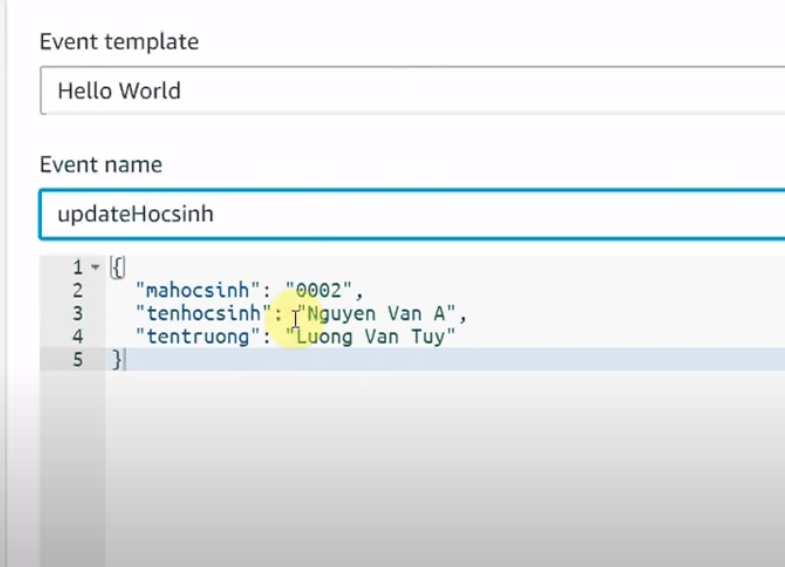 Event template
Hello World
Event name
updateHocsinh
1 {
2 "mahocsinh": "0002",
3 "tenhocsinh": "Nguyen Van A",
4 "tentruong": "Luong Van Tuy"
5 }